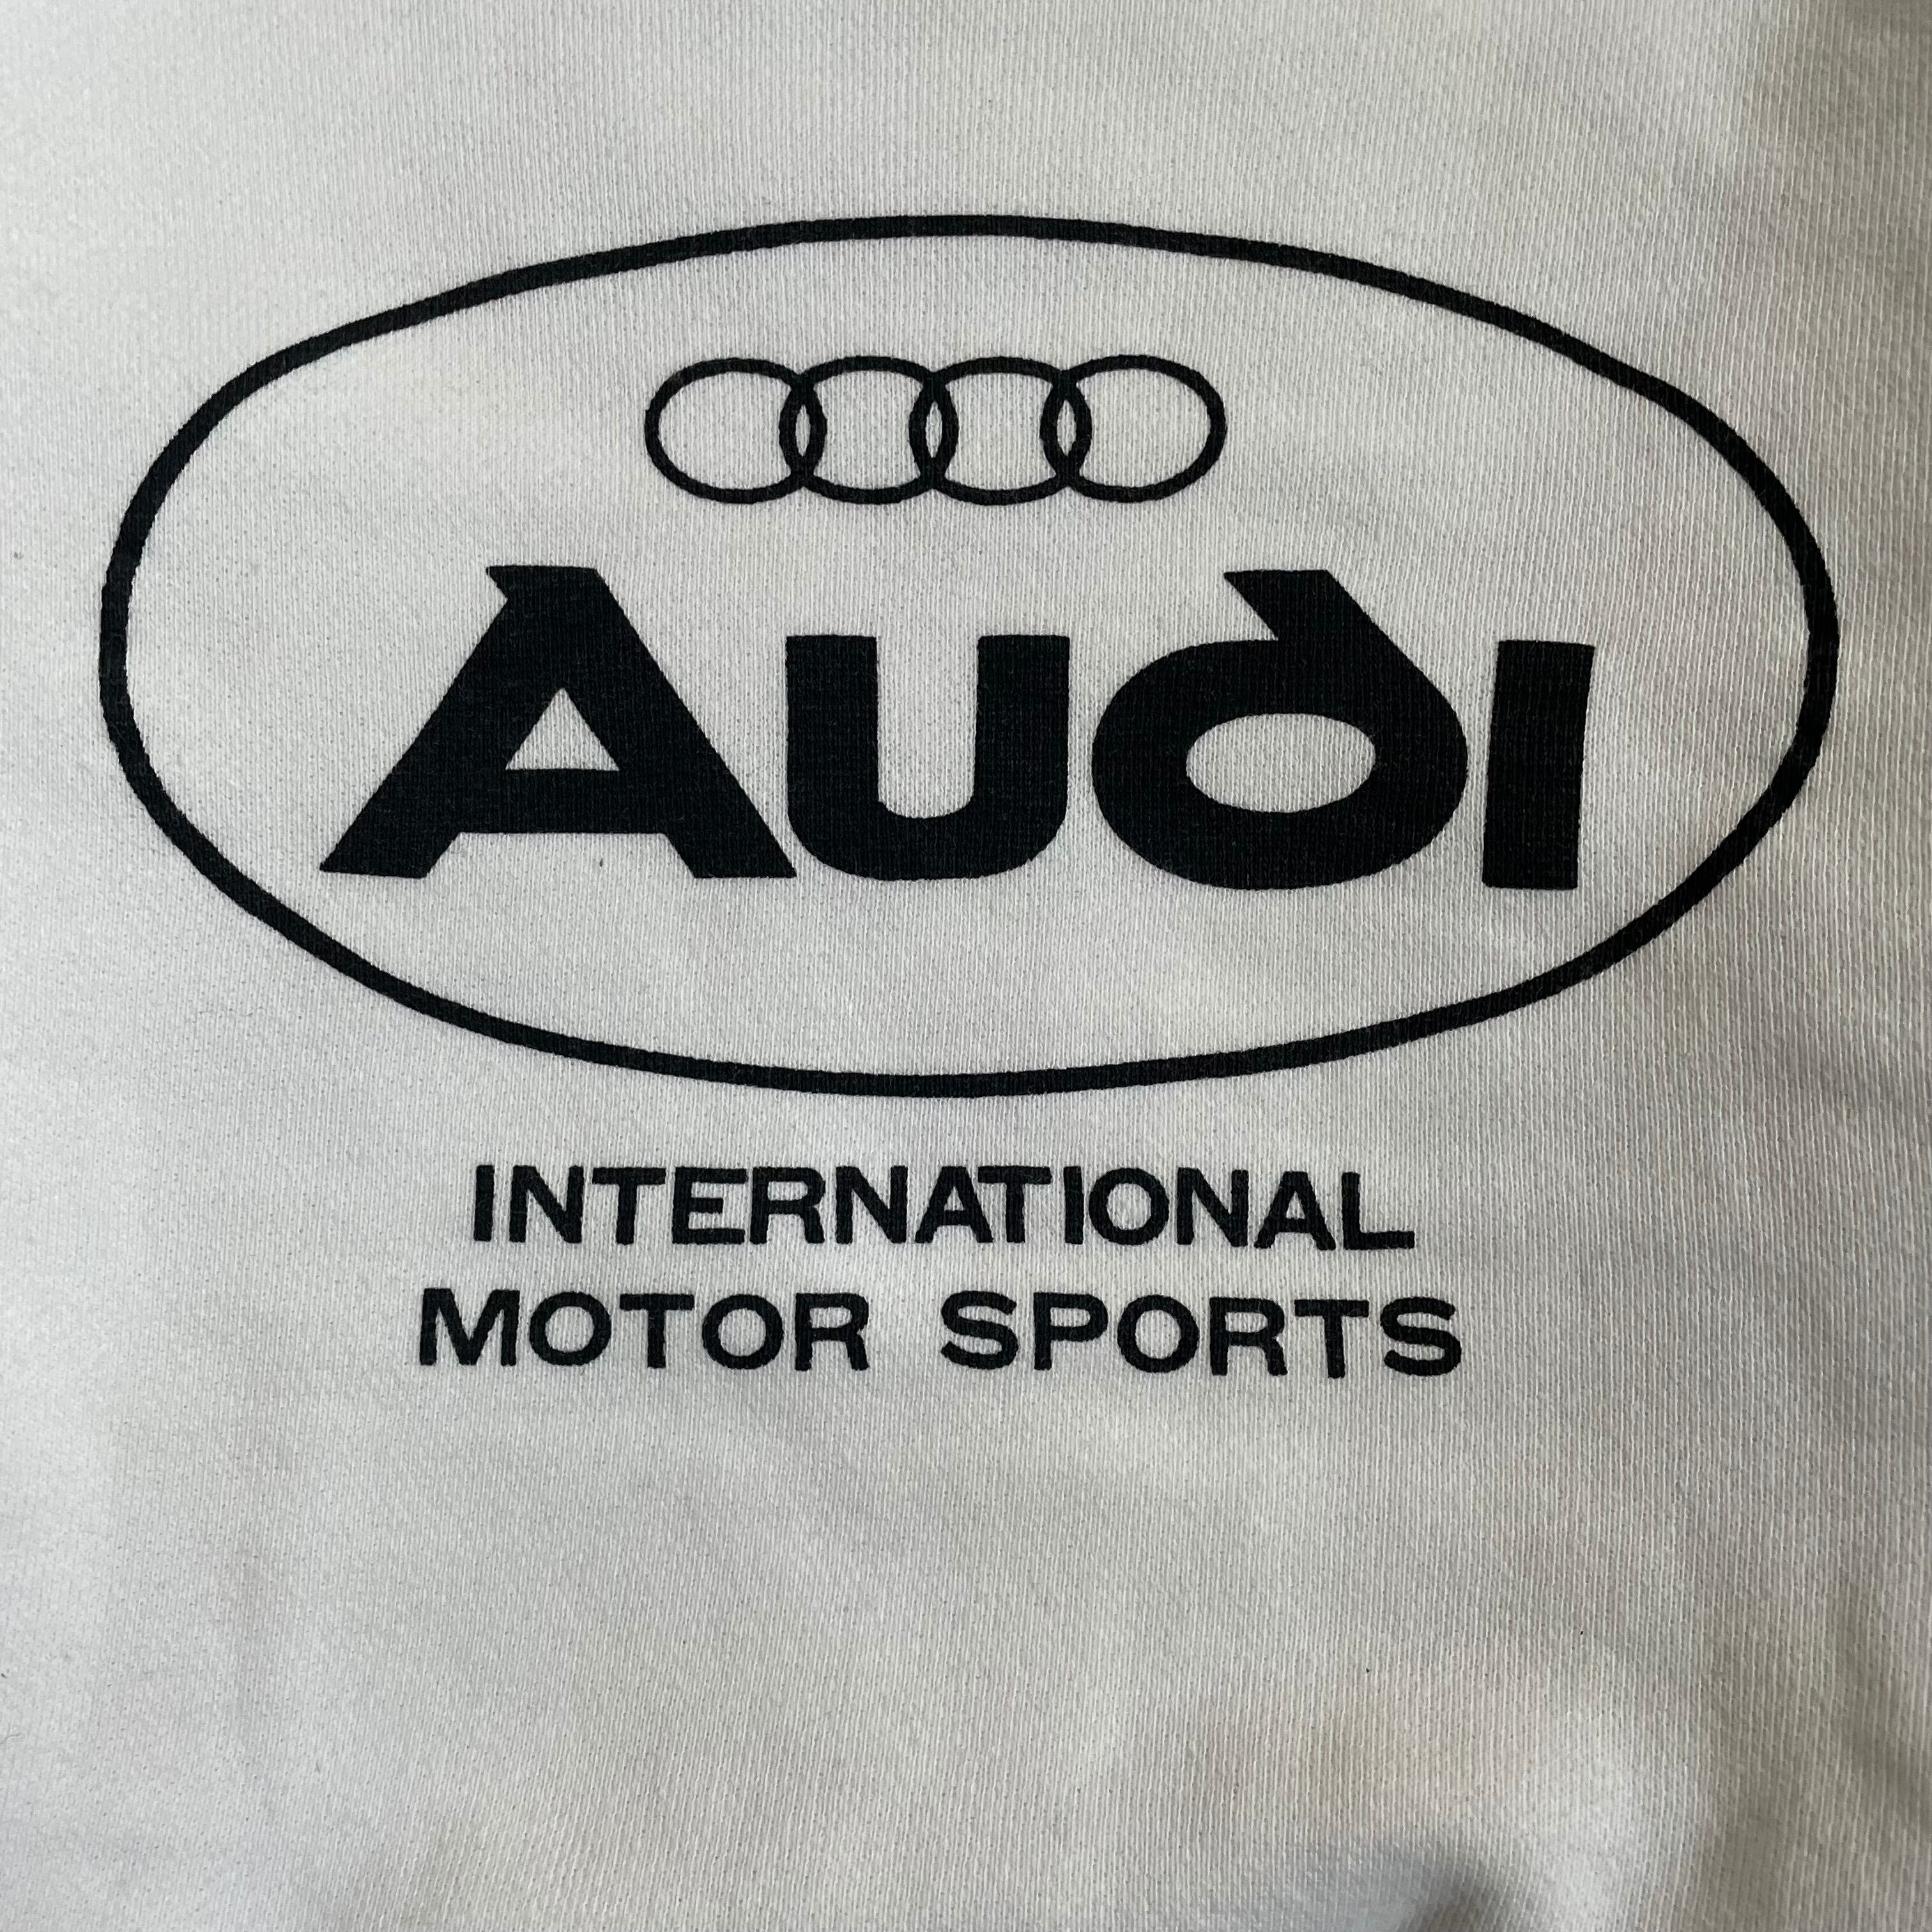 Audi
INTERNATIONAL
MOTOR SPORTS